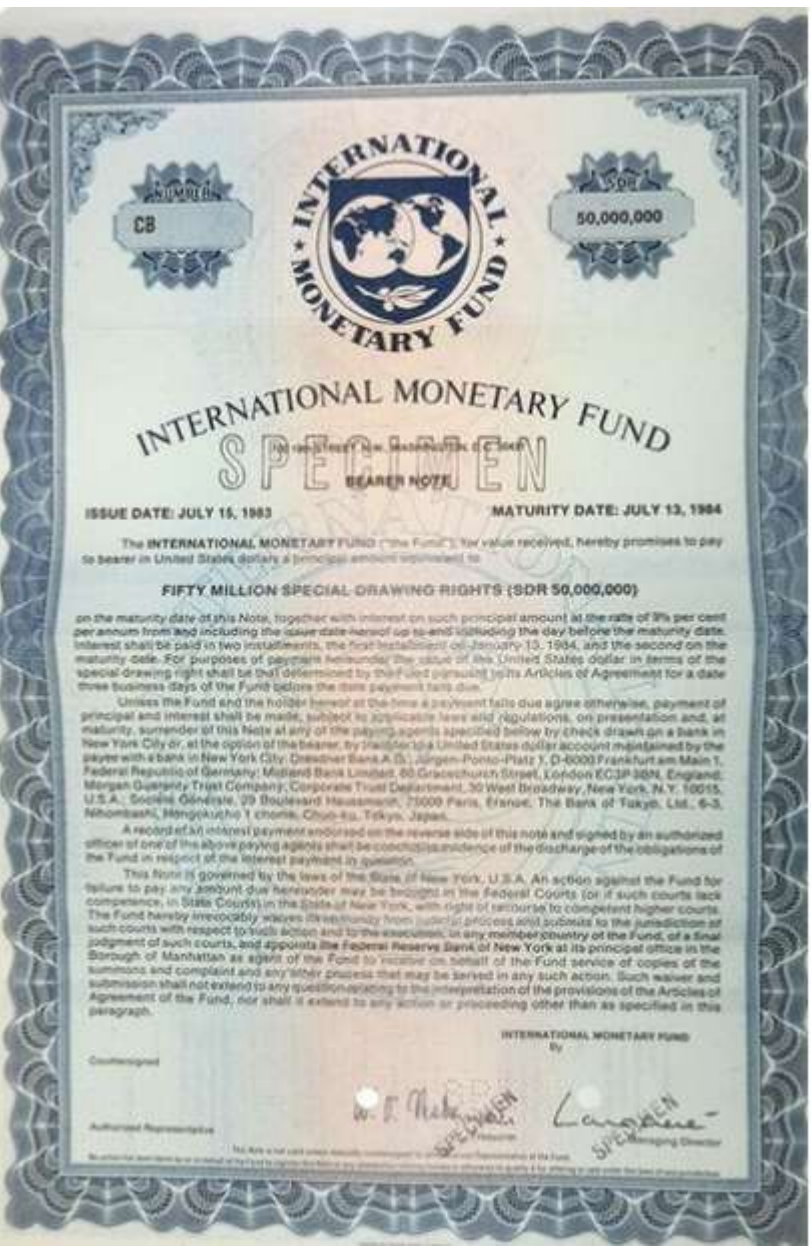 NUMBER
CB
SDR
50,000,000
INTERNATIONAL MONETARY FUND
INTERNATIONAL MONETARY FUND
SPECIMEN
BEARER NOTE
ISSUE DATE: JULY 15, 1983
MATURITY DATE: JULY 13, 1984
The INTERNATIONAL MONETARY FUND ("the Fund"), for value received, hereby promises to pay
to bearer in United States dollars a principal amount equivalent to
FIFTY MILLION SPECIAL DRAWING RIGHTS (SDR 50,000,000)
on the maturity date of this Note, together with interest on such principal amount at the rate of 9% per cent
per annum from and including the issue date hereof up to and including the day before the maturity date.
Interest shall be paid in two installments, the first installment on January 13, 1984, and the second on the
maturity date. For purposes of payment hereunder the value of the United States dollar in terms of the
special drawing right shall be that determined by the Fund pursuant to its Articles of Agreement for a date
three business days of the Fund before the date payment falls due.
Unless the Fund and the holder hereof at the time a payment falls due agree otherwise, payment of
principal and interest shall be made, subject to applicable laws and regulations, on presentation and, at
maturity, surrender of this Note at any of the paying agents specified below by check drawn on a bank in
New York City or, at the option of the bearer, by transfer to a United States dollar account maintained by the
payee with a bank in New York City: Dresdner Bank A.G., Jürgen-Ponto-Platz 1, D-6000 Frankfurt am Main 1,
Federal Republic of Germany; Midland Bank Limited, 60 Gracechurch Street, London EC3P 3BN, England;
Morgan Guaranty Trust Company, Corporate Trust Department, 30 West Broadway, New York, N.Y. 10015,
U.S.A.; Société Générale, 29 Boulevard Haussmann, 75009 Paris, France; The Bank of Tokyo, Ltd., 6-3,
Nihombashi, Hongokucho 1 chome, Chuo-ku, Tokyo, Japan.
A record of an interest payment endorsed on the reverse side of this note and signed by an authorized
officer of one of the above paying agents shall be conclusive evidence of the discharge of the obligations of
the Fund in respect of the interest payment in question.
This Note is governed by the laws of the State of New York, U.S.A. An action against the Fund for
failure to pay any amount due hereunder may be brought in the Federal Courts (or if such courts lack
competence, in State Courts) in the State of New York, with right of recourse to competent higher courts.
The Fund hereby irrevocably waives its immunity from judicial process and submits to the jurisdiction of
such courts with respect to such action and to the execution, in any member country of the Fund, of a final
judgment of such courts, and appoints the Federal Reserve Bank of New York at its principal office in the
Borough of Manhattan as agent of the Fund to receive on behalf of the Fund service of copies of the
summons and complaint and any other process that may be served in any such action. Such waiver and
submission shall not extend to any question relating to the interpretation of the provisions of the Articles of
Agreement of the Fund, nor shall it extend to any action or proceeding other than as specified in this
paragraph.
INTERNATIONAL MONETARY FUND
By
Countersigned
SPECIMEN
SPECIMEN
Authorized Representative
Treasurer
Managing Director